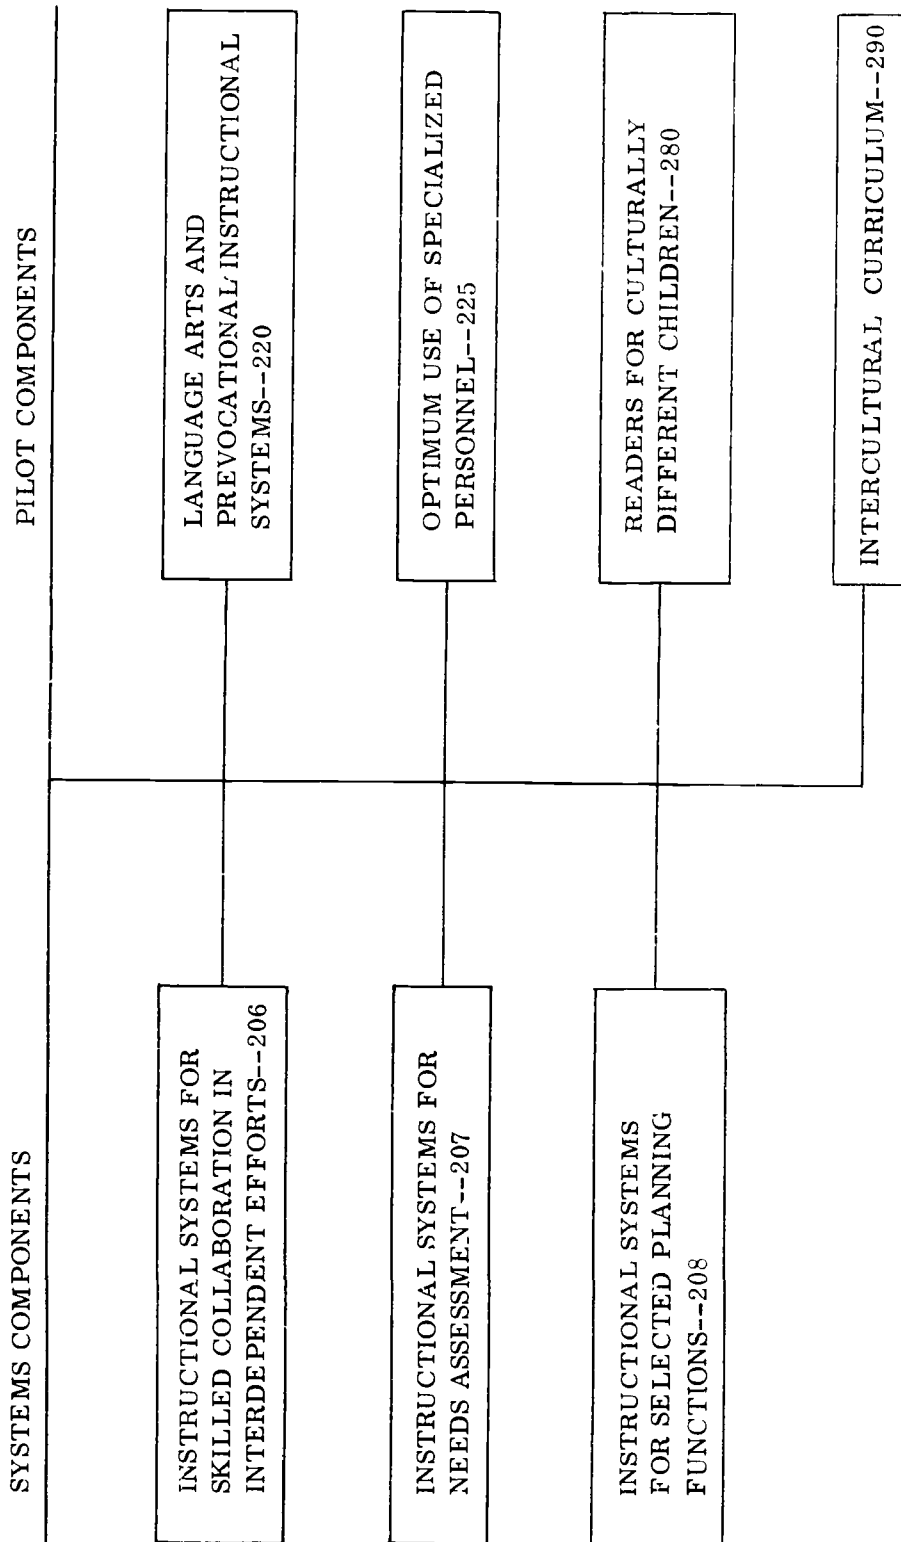 SYSTEMS COMPONENTS
INSTRUCTIONAL SYSTEMS FOR
SKILLED COLLABORATION IN
INTERDEPENDENT EFFORTS--206
INSTRUCTIONAL SYSTEMS FOR
NEEDS ASSESSMENT--207
INSTRUCTIONAL SYSTEMS
FOR SELECTED PLANNING
FUNCTIONS--208
PILOT COMPONENTS
LANGUAGE ARTS AND
PREVOCATIONAL INSTRUCTIONAL
SYSTEMS--220
OPTIMUM USE OF SPECIALIZED
PERSONNEL--225
READERS FOR CULTURALLY
DIFFERENT CHILDREN--280
INTERCULTURAL CURRICULUM--290